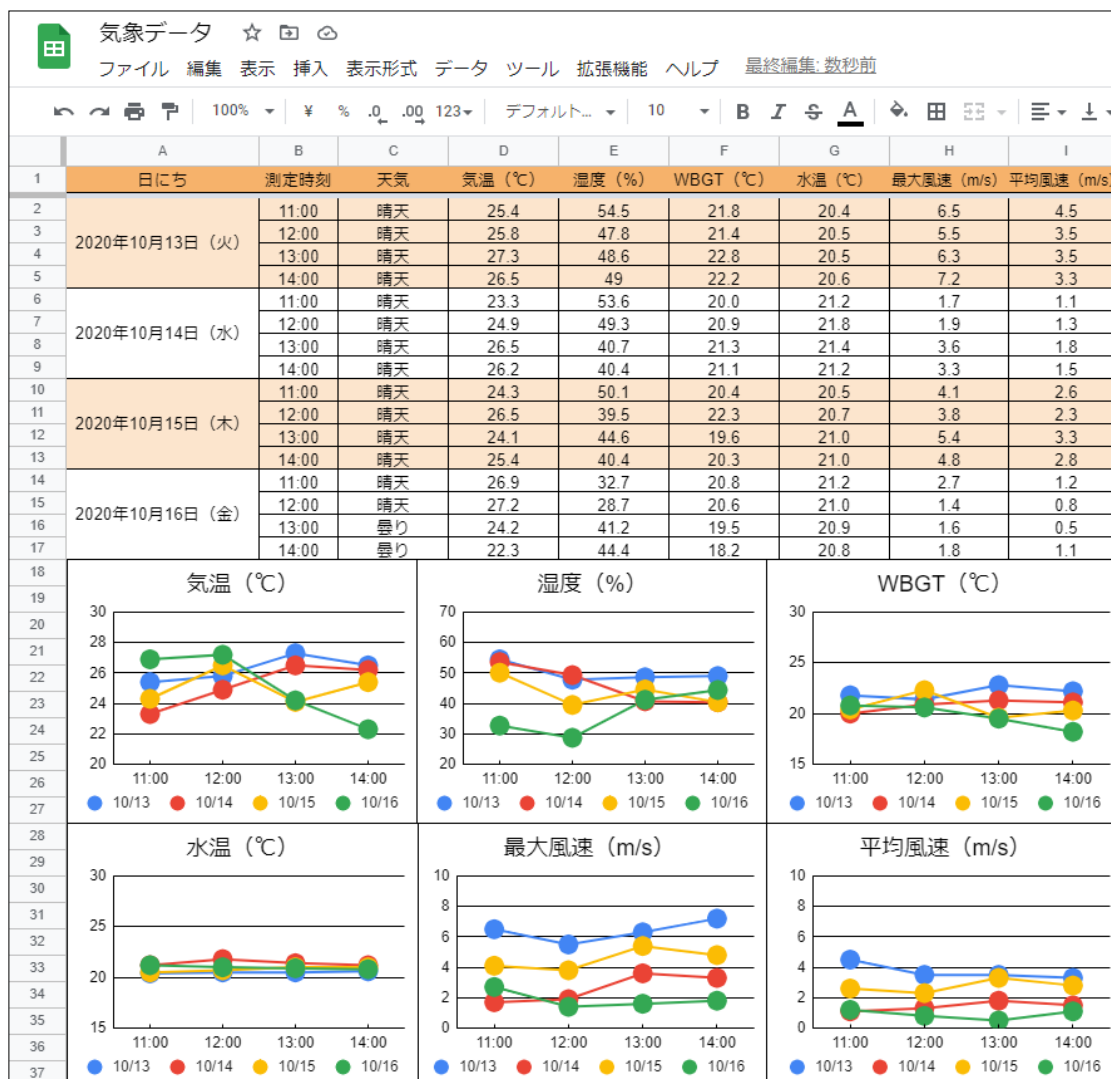 気象データ
ファイル 編集 表示 挿入 表示形式 データ ツール 拡張機能 ヘルプ 最終編集: 数秒前
100% ¥ % .0 .00 123 デフォルト... 10 B I S A
A B C D E F G H I
1 日にち 測定時刻 天気 気温（℃） 湿度（%） WBGT（℃） 水温（℃） 最大風速（m/s） 平均風速（m/s）
2 11:00 晴天 25.4 54.5 21.8 20.4 6.5 4.5
3 2020年10月13日（火） 12:00 晴天 25.8 47.8 21.4 20.5 5.5 3.5
4 13:00 晴天 27.3 48.6 22.8 20.5 6.3 3.5
5 14:00 晴天 26.5 49 22.2 20.6 7.2 3.3
6 11:00 晴天 23.3 53.6 20.0 21.2 1.7 1.1
7 2020年10月14日（水） 12:00 晴天 24.9 49.3 20.9 21.8 1.9 1.3
8 13:00 晴天 26.5 40.7 21.3 21.4 3.6 1.8
9 14:00 晴天 26.2 40.4 21.1 21.2 3.3 1.5
10 11:00 晴天 24.3 50.1 20.4 20.5 4.1 2.6
11 2020年10月15日（木） 12:00 晴天 26.5 39.5 22.3 20.7 3.8 2.3
12 13:00 晴天 24.1 44.6 19.6 21.0 5.4 3.3
13 14:00 晴天 25.4 40.4 20.3 21.0 4.8 2.8
14 11:00 晴天 26.9 32.7 20.8 21.2 2.7 1.2
15 2020年10月16日（金） 12:00 晴天 27.2 28.7 20.6 21.0 1.4 0.8
16 13:00 曇り 24.2 41.2 19.5 20.9 1.6 0.5
17 14:00 曇り 22.3 44.4 18.2 20.8 1.8 1.1
18
19
20
21
22
23
24
25
26
27
28
29
30
31
32
33
34
35
36
37
気温（℃）
30
28
26
24
22
20
11:00 12:00 13:00 14:00
10/13 10/14 10/15 10/16
湿度（%）
70
60
50
40
30
20
11:00 12:00 13:00 14:00
10/13 10/14 10/15 10/16
WBGT（℃）
30
25
20
15
11:00 12:00 13:00 14:00
10/13 10/14 10/15 10/16
水温（℃）
30
25
20
15
11:00 12:00 13:00 14:00
10/13 10/14 10/15 10/16
最大風速（m/s）
10
8
6
4
2
0
11:00 12:00 13:00 14:00
10/13 10/14 10/15 10/16
平均風速（m/s）
10
8
6
4
2
0
11:00 12:00 13:00 14:00
10/13 10/14 10/15 10/16